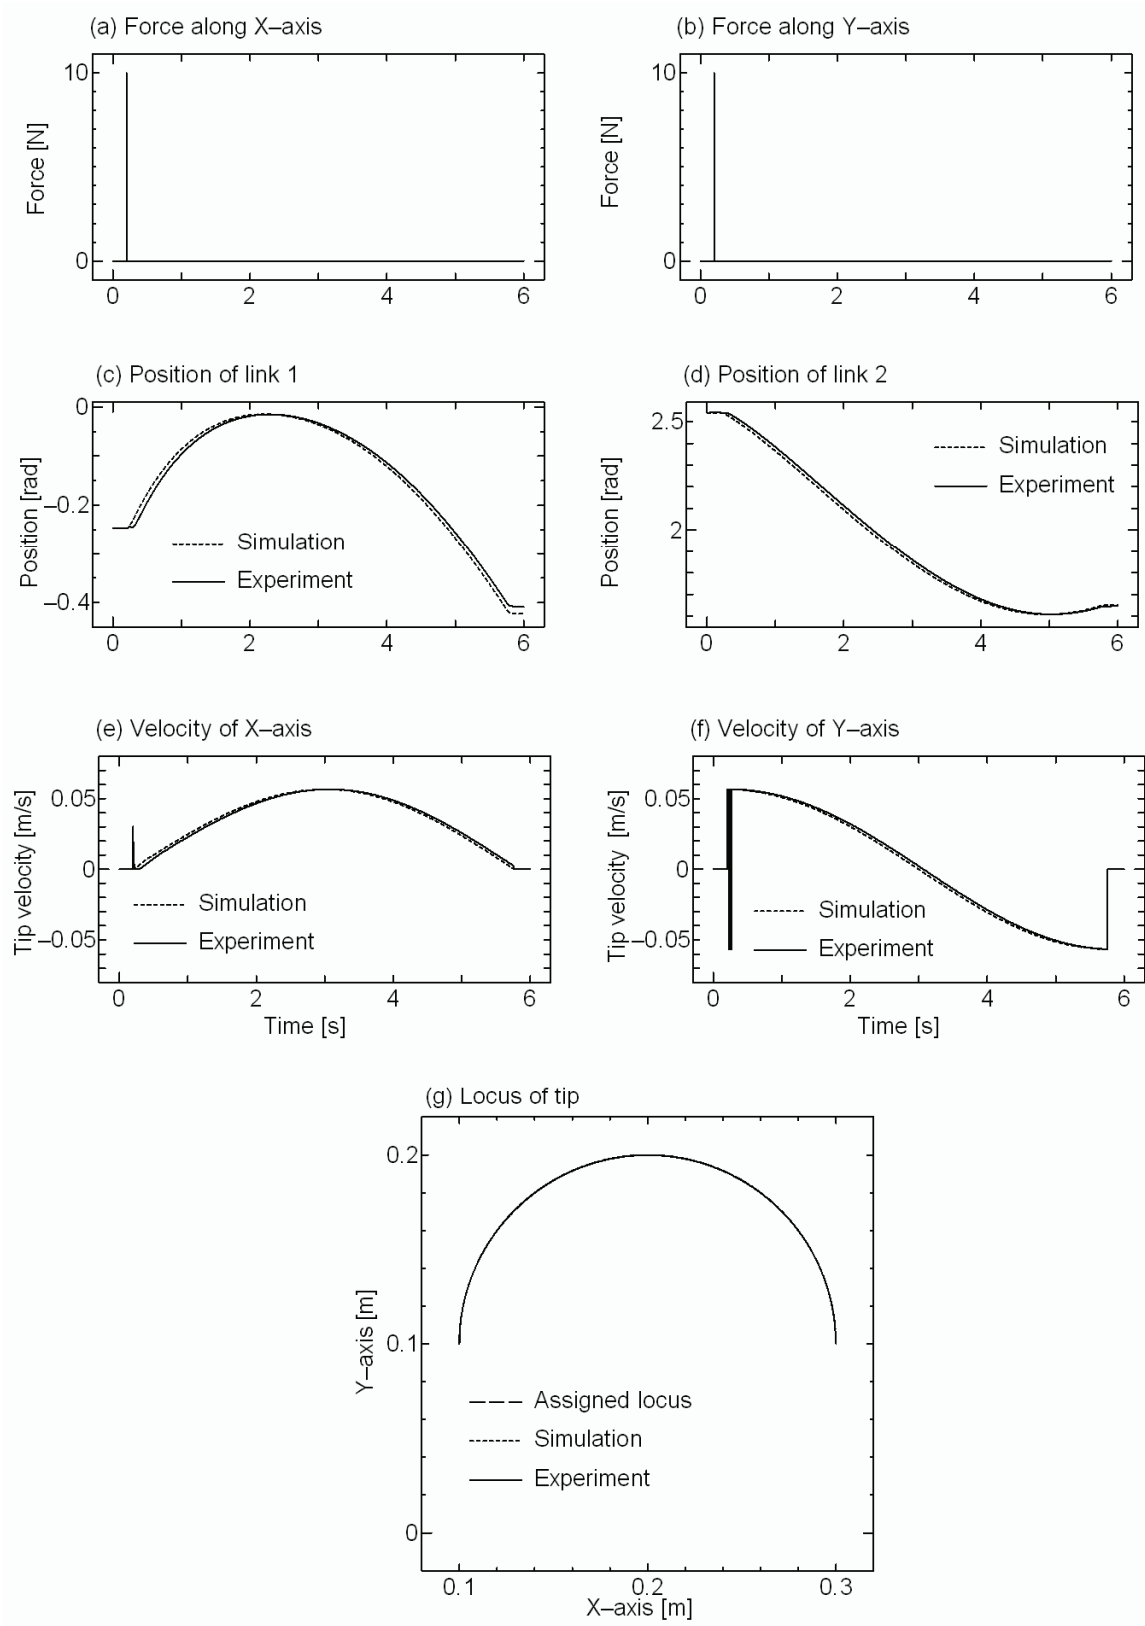 (a) Force along X–axis
(b) Force along Y–axis
10
0
Force [N]
0 2 4 6
10
0
Force [N]
0 2 4 6
(c) Position of link 1
(d) Position of link 2
0
–0.2
–0.4
Position [rad]
Simulation
Experiment
0 2 4 6
2.5
2
Position [rad]
Simulation
Experiment
0 2 4 6
(e) Velocity of X–axis
(f) Velocity of Y–axis
0.05
0
–0.05
Tip velocity [m/s]
Simulation
Experiment
0 2 4 6
Time [s]
0.05
0
–0.05
Tip velocity [m/s]
Simulation
Experiment
0 2 4 6
Time [s]
(g) Locus of tip
0.2
0.1
0
Y–axis [m]
Assigned locus
Simulation
Experiment
0.1 0.2 0.3
X–axis [m]